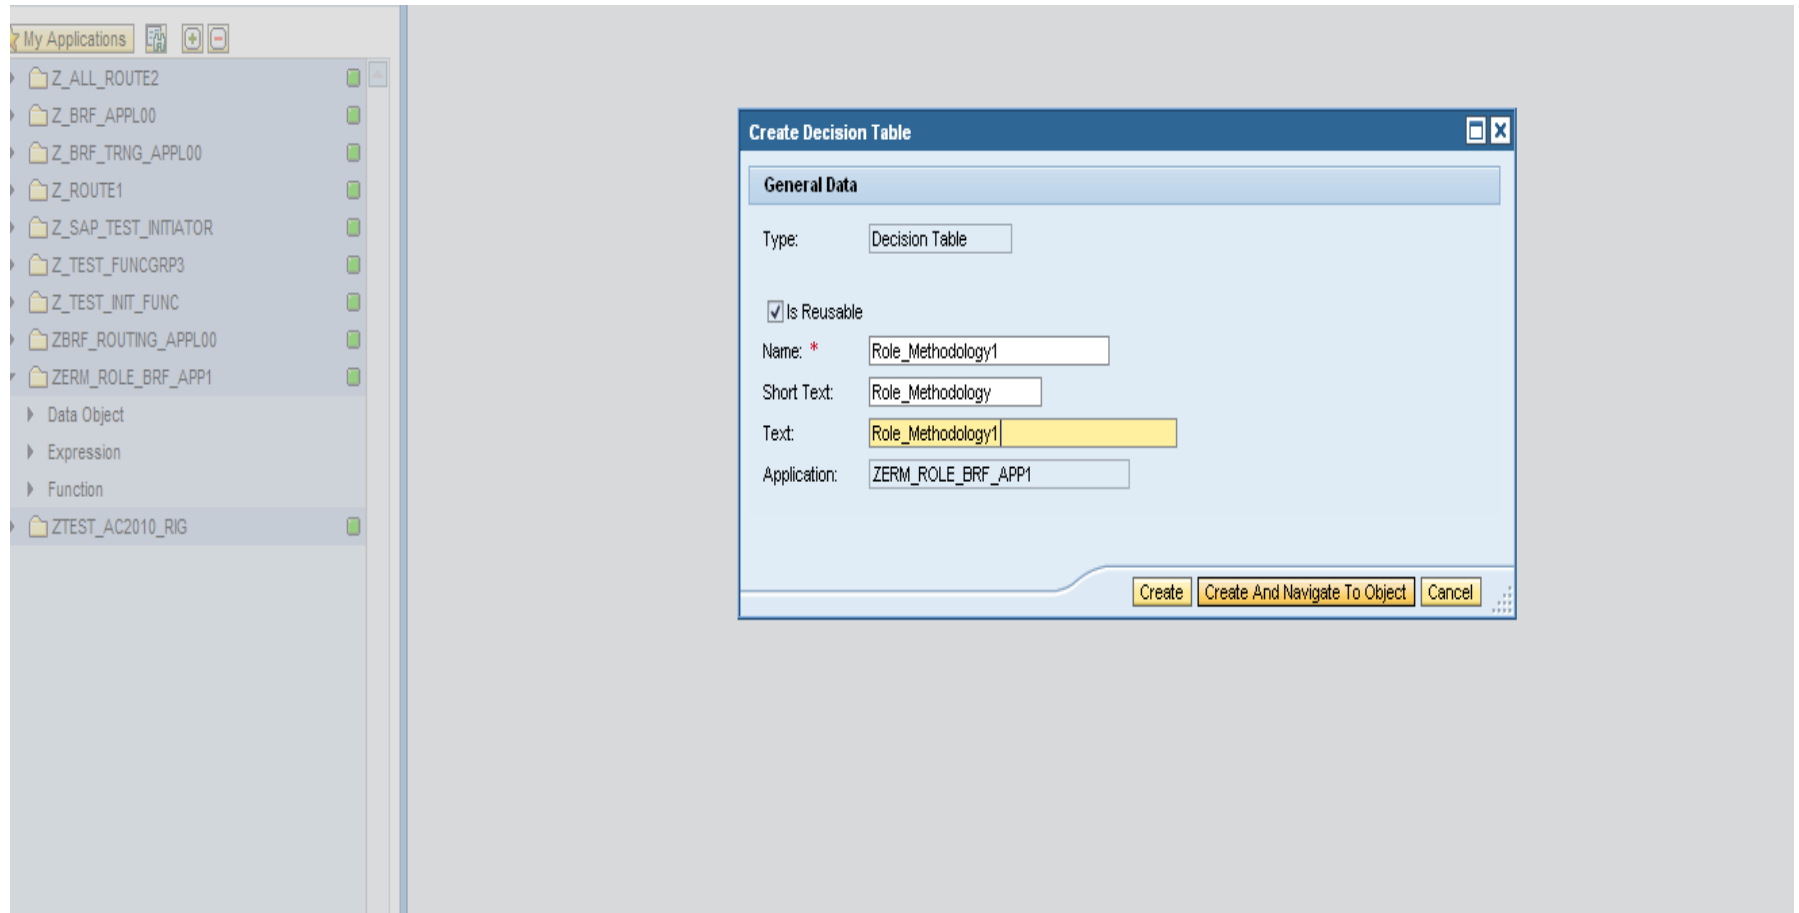 My Applications
Z_ALL_ROUTE2
Z_BRF_APPL00
Z_BRF_TRNG_APPL00
Z_ROUTE1
Z_SAP_TEST_INITIATOR
Z_TEST_FUNCGRP3
Z_TEST_INIT_FUNC
ZBRF_ROUTING_APPL00
ZERM_ROLE_BRF_APP1
Data Object
Expression
Function
ZTEST_AC2010_RIG
Create Decision Table
General Data
Type: Decision Table
Is Reusable
Name: * Role_Methodology1
Short Text: Role_Methodology
Text: Role_Methodology1
Application: ZERM_ROLE_BRF_APP1
Create Create And Navigate To Object Cancel